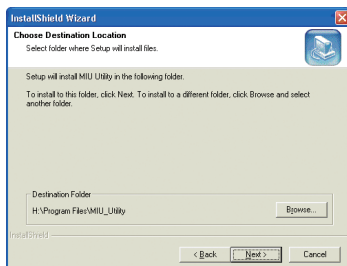 InstallShield Wizard
Choose Destination Location
Select folder where Setup will install files.
Setup will install MIU Utility in the following folder.
To install to this folder, click Next. To install to a different folder, click Browse and select
another folder.
Destination Folder
H:\Program Files\MIU_Utility
Browse...
InstallShield
< Back
Next >
Cancel